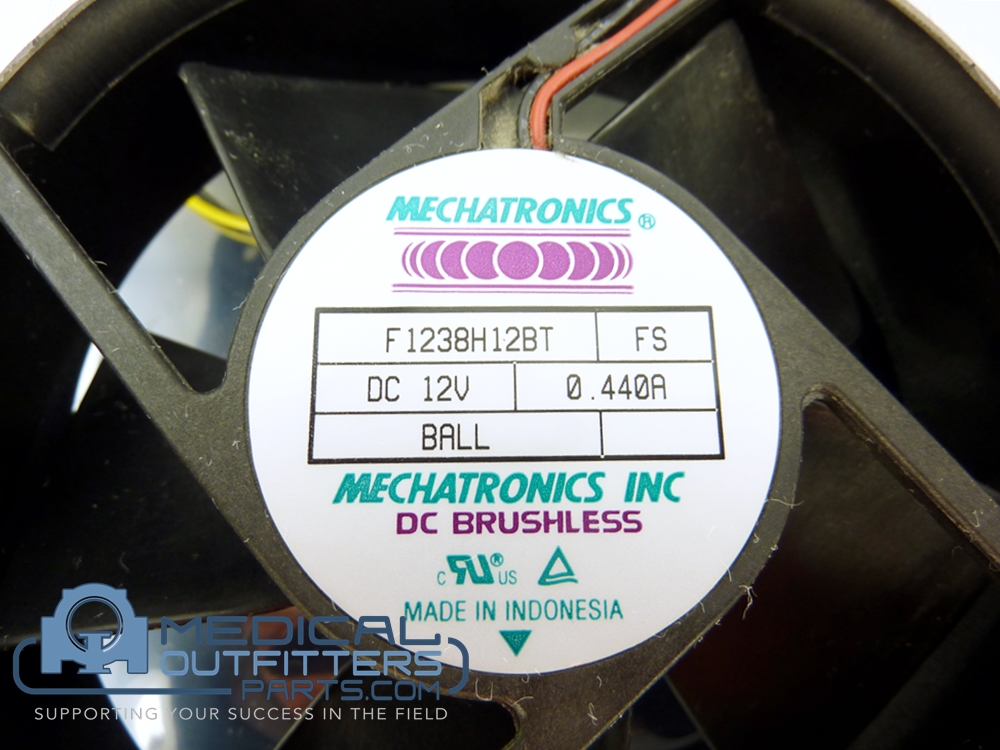 MECHATRONICS ®
F1238H12BT FS
DC 12V 0.440A
BALL
MECHATRONICS INC
DC BRUSHLESS
c RU® US
MADE IN INDONESIA
MEDICAL
OUTFITTERS
PARTS.COM
SUPPORTING YOUR SUCCESS IN THE FIELD